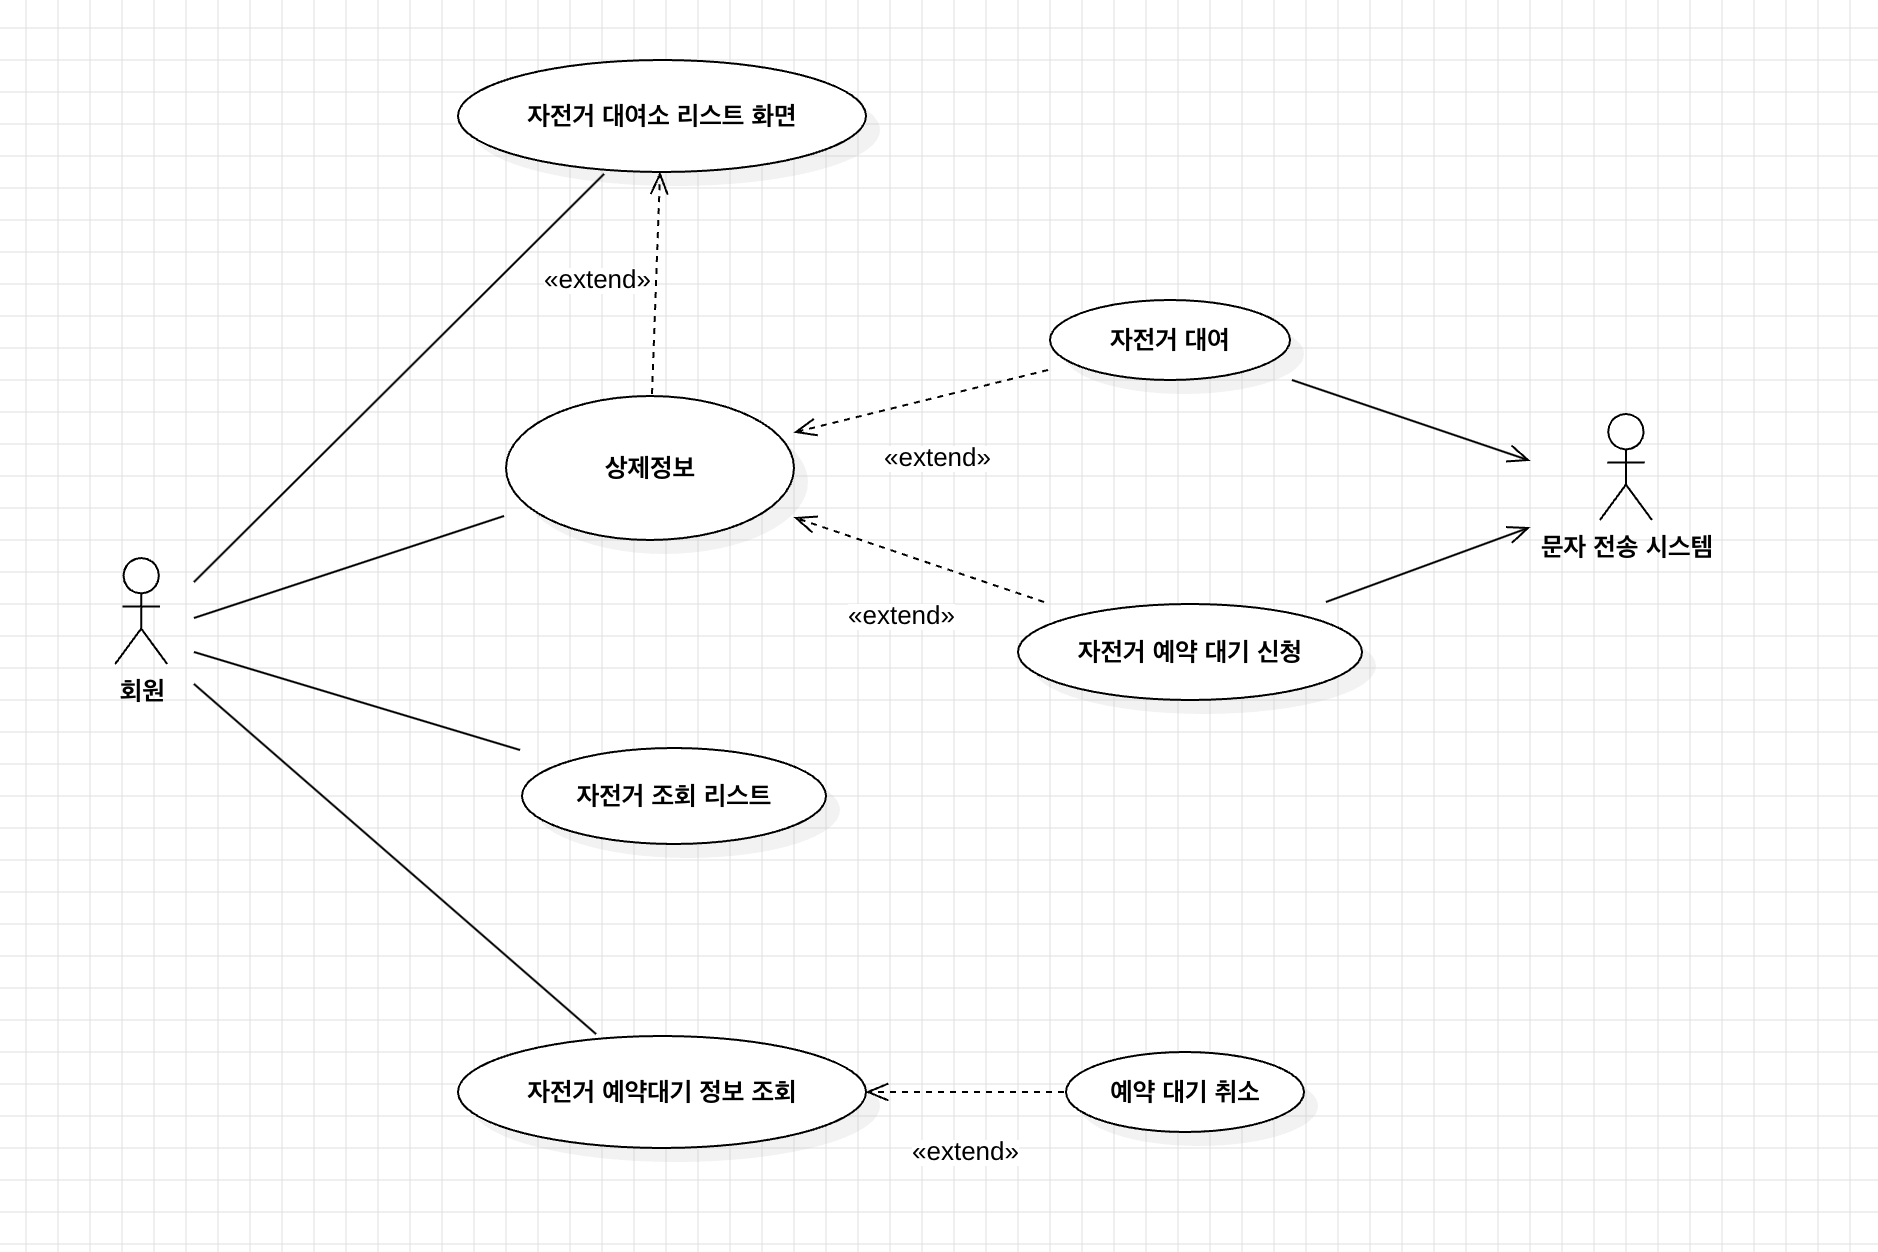 자전거 대여소 리스트 화면
«extend»
자전거 대여
상제정보
«extend»
문자 전송 시스템
«extend»
자전거 예약 대기 신청
회원
자전거 조회 리스트
자전거 예약대기 정보 조회
예약 대기 취소
«extend»